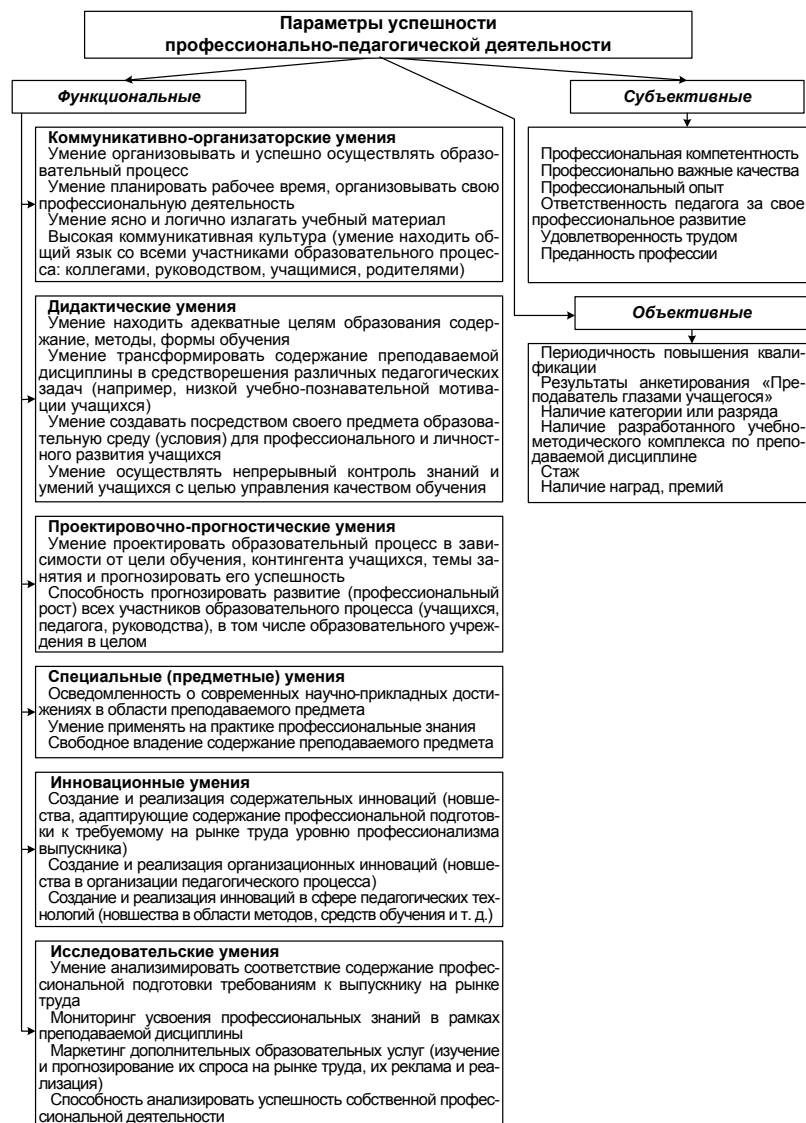 Параметры успешности
профессионально-педагогической деятельности
Функциональные
Коммуникативно-организаторские умения
Умение организовывать и успешно осуществлять образо-
вательный процесс
Умение планировать рабочее время, организовывать свою
профессиональную деятельность
Умение ясно и логично излагать учебный материал
Высокая коммуникативная культура (умение находить об-
щий язык со всеми участниками образовательного процес-
са: коллегами, руководством, учащимися, родителями)
Дидактические умения
Умение находить адекватные целям образования содер-
жание, методы, формы обучения
Умение трансформировать содержание преподаваемой
дисциплины в средстворешения различных педагогических
задач (например, низкой учебно-познавательной мотива-
ции учащихся)
Умение создавать посредством своего предмета образова-
тельную среду (условия) для профессионального и личност-
ного развития учащихся
Умение осуществлять непрерывный контроль знаний и
умений учащихся с целью управления качеством обучения
Проектировочно-прогностические умения
Умение проектировать образовательный процесс в зави-
симости от цели обучения, контингента учащихся, темы за-
нятия и прогнозировать его успешность
Способность прогнозировать развитие (профессиональный
рост) всех участников образовательного процесса (учащихся,
педагога, руководства), в том числе образовательного учреж-
дения в целом
Специальные (предметные) умения
Осведомленность о современных научно-прикладных дости-
жениях в области преподаваемого предмета
Умение применять на практике профессиональные знания
Свободное владение содержание преподаваемого предмета
Инновационные умения
Создание и реализация содержательных инноваций (новше-
ства, адаптирующие содержание профессиональной подготов-
ки к требуемому на рынке труда уровню профессионализма
выпускника)
Создание и реализация организационных инноваций (новше-
ства в организации педагогического процесса)
Создание и реализация инноваций в сфере педагогических тех-
нологий (новшества в области методов, средств обучения и т. д.)
Исследовательские умения
Умение анализимировать соответствие содержание профес-
сиональной подготовки требованиям к выпускнику на рынке
труда
Мониторинг усвоения профессиональных знаний в рамках
преподаваемой дисциплины
Маркетинг дополнительных образовательных услуг (изучение
и прогнозирование их спроса на рынке труда, их реклама и реа-
лизация)
Способность анализировать успешность собственной профес-
сиональной деятельности
Субъективные
Профессиональная компетентность
Профессионально важные качества
Профессиональный опыт
Ответственность педагога за свое
профессиональное развитие
Удовлетворенность трудом
Преданность профессии
Объективные
Периодичность повышения квали-
фикации
Результаты анкетирования «Пре-
подаватель глазами учащегося»
Наличие категории или разряда
Наличие разработанного учебно-
методического комплекса по препо-
даваемой дисциплине
Стаж
Наличие наград, премий